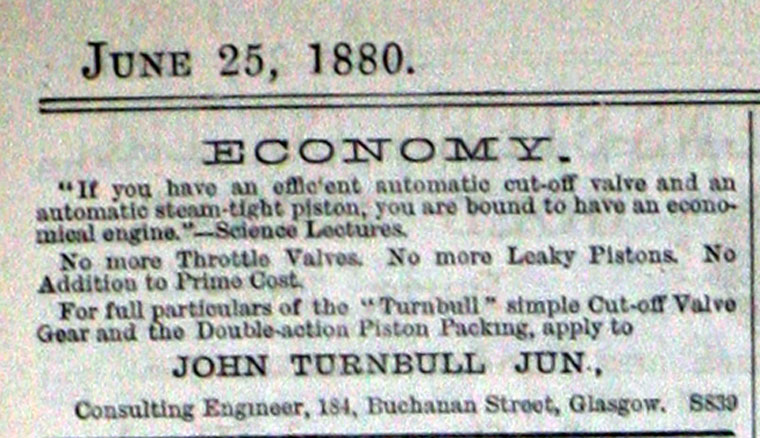 JUNE 25, 1880.
ECONOMY.
"If you have an effic'ent automatic cut-off valve and an
automatic steam-tight piston, you are bound to have an econo-
mical engine."—Science Lectures.
No more Throttle Valves. No more Leaky Pistons. No
Addition to Prime Cost.
For full particulars of the "Turnbull" simple Cut-off Valve
Gear and the Double-action Piston Packing, apply to
JOHN TURNBULL JUN.,
Consulting Engineer, 184, Buchanan Street, Glasgow. S839